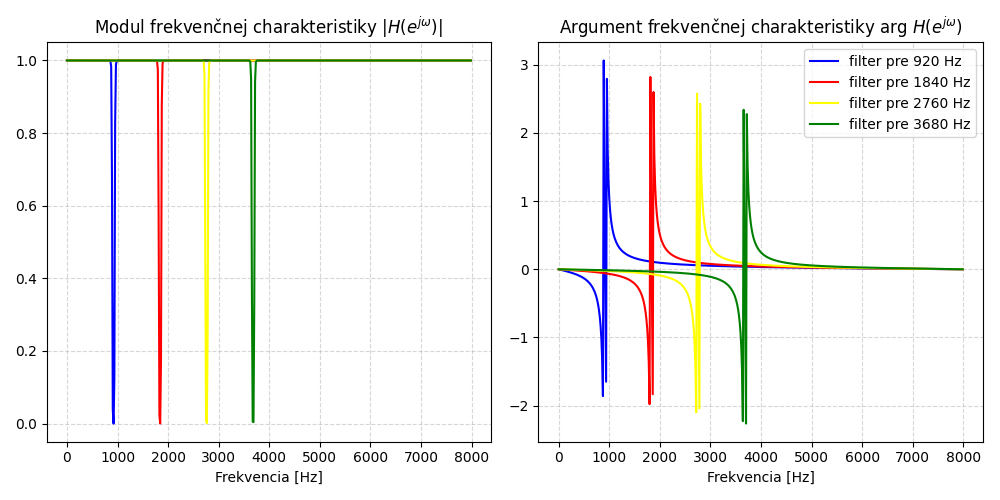 Modul frekvenčnej charakteristiky |H(e^{jω})|
1.0
0.8
0.6
0.4
0.2
0.0
0 1000 2000 3000 4000 5000 6000 7000 8000
Frekvencia [Hz]
Argument frekvenčnej charakteristiky arg H(e^{jω})
filter pre 920 Hz
filter pre 1840 Hz
filter pre 2760 Hz
filter pre 3680 Hz
3
2
1
0
−1
−2
0 1000 2000 3000 4000 5000 6000 7000 8000
Frekvencia [Hz]